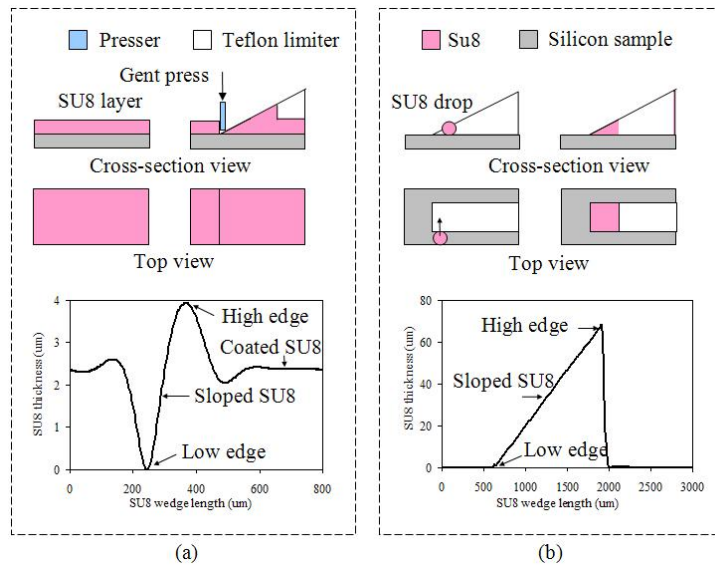 Presser
Teflon limiter
Gent press
SU8 layer
Cross-section view
Top view
4
3
2
1
0
SU8 thickness (um)
High edge
Coated SU8
Sloped SU8
Low edge
0 200 400 600 800
SU8 wedge length (um)
(a)
Su8
Silicon sample
SU8 drop
Cross-section view
Top view
80
60
40
20
0
SU8 thickness (um)
High edge
Sloped SU8
Low edge
0 500 1000 1500 2000 2500 3000
SU8 wedge length (um)
(b)